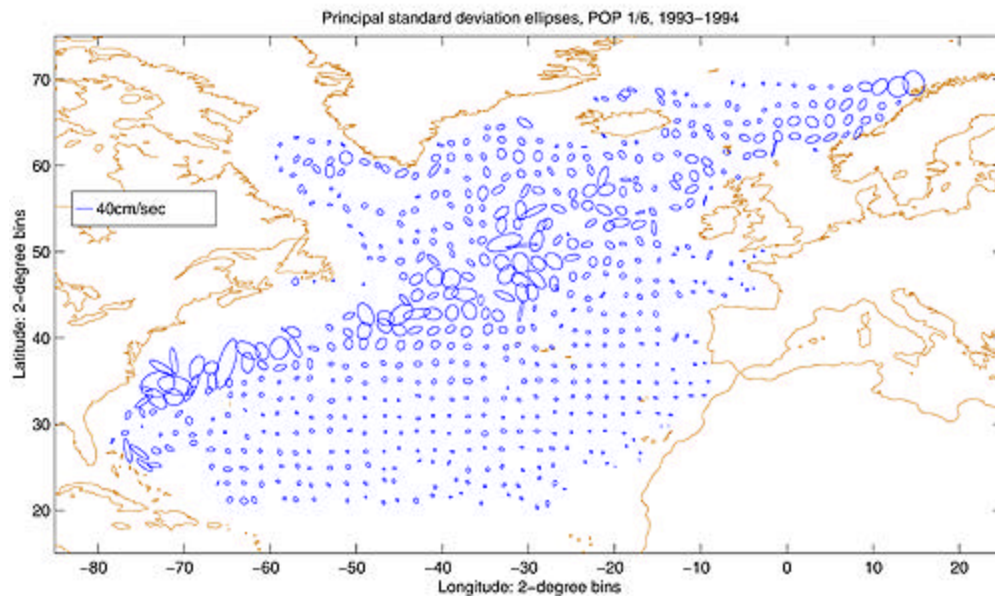 Principal standard deviation ellipses, POP 1/6, 1993−1994
70
60
50
40
30
20
40cm/sec
Latitude: 2−degree bins
−80 −70 −60 −50 −40 −30 −20 −10 0 10 20
Longitude: 2−degree bins